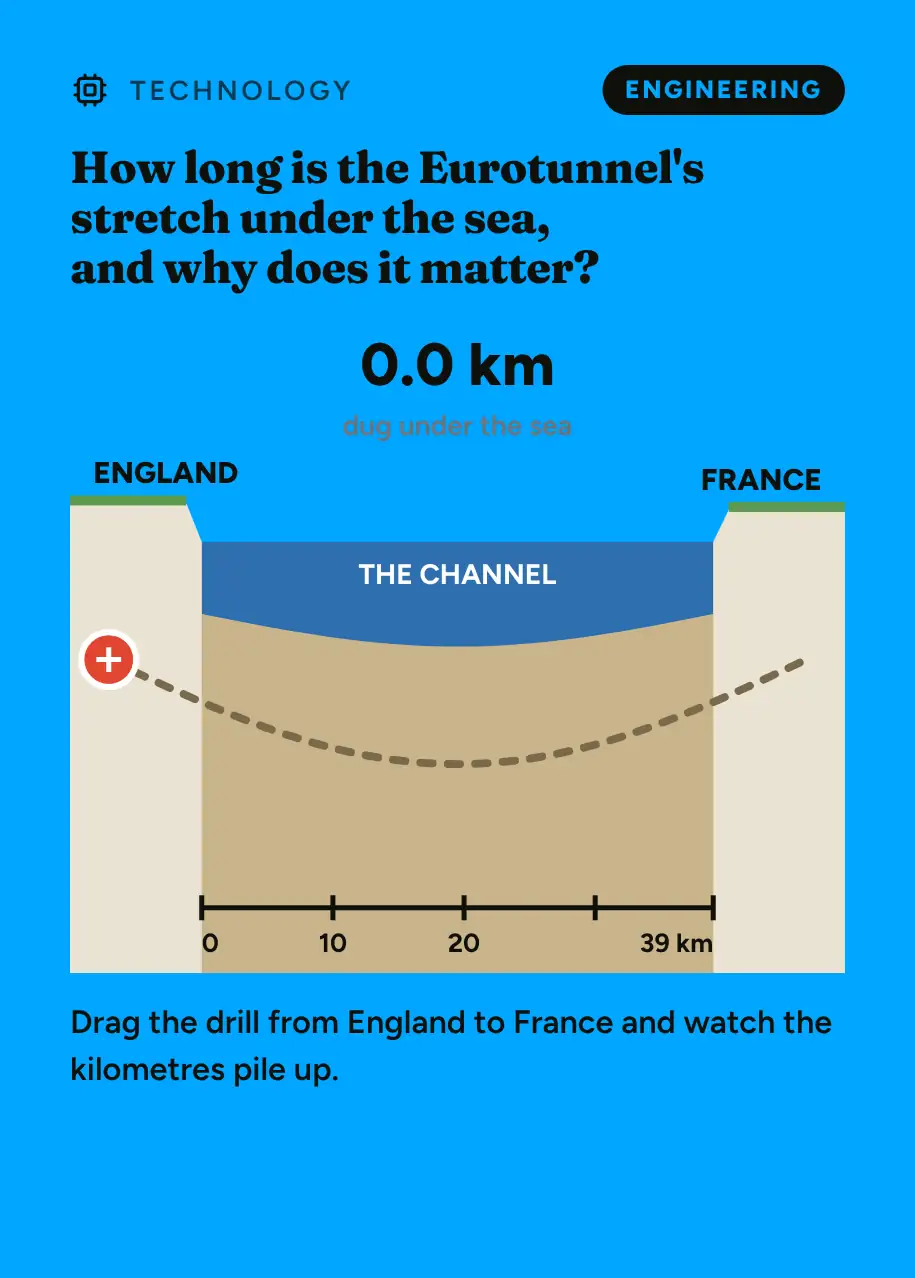 TECHNOLOGY
ENGINEERING
How long is the Eurotunnel's
stretch under the sea,
and why does it matter?
0.0 km
dug under the sea
ENGLAND
FRANCE
THE CHANNEL
0
10
20
39 km
Drag the drill from England to France and watch the
kilometres pile up.